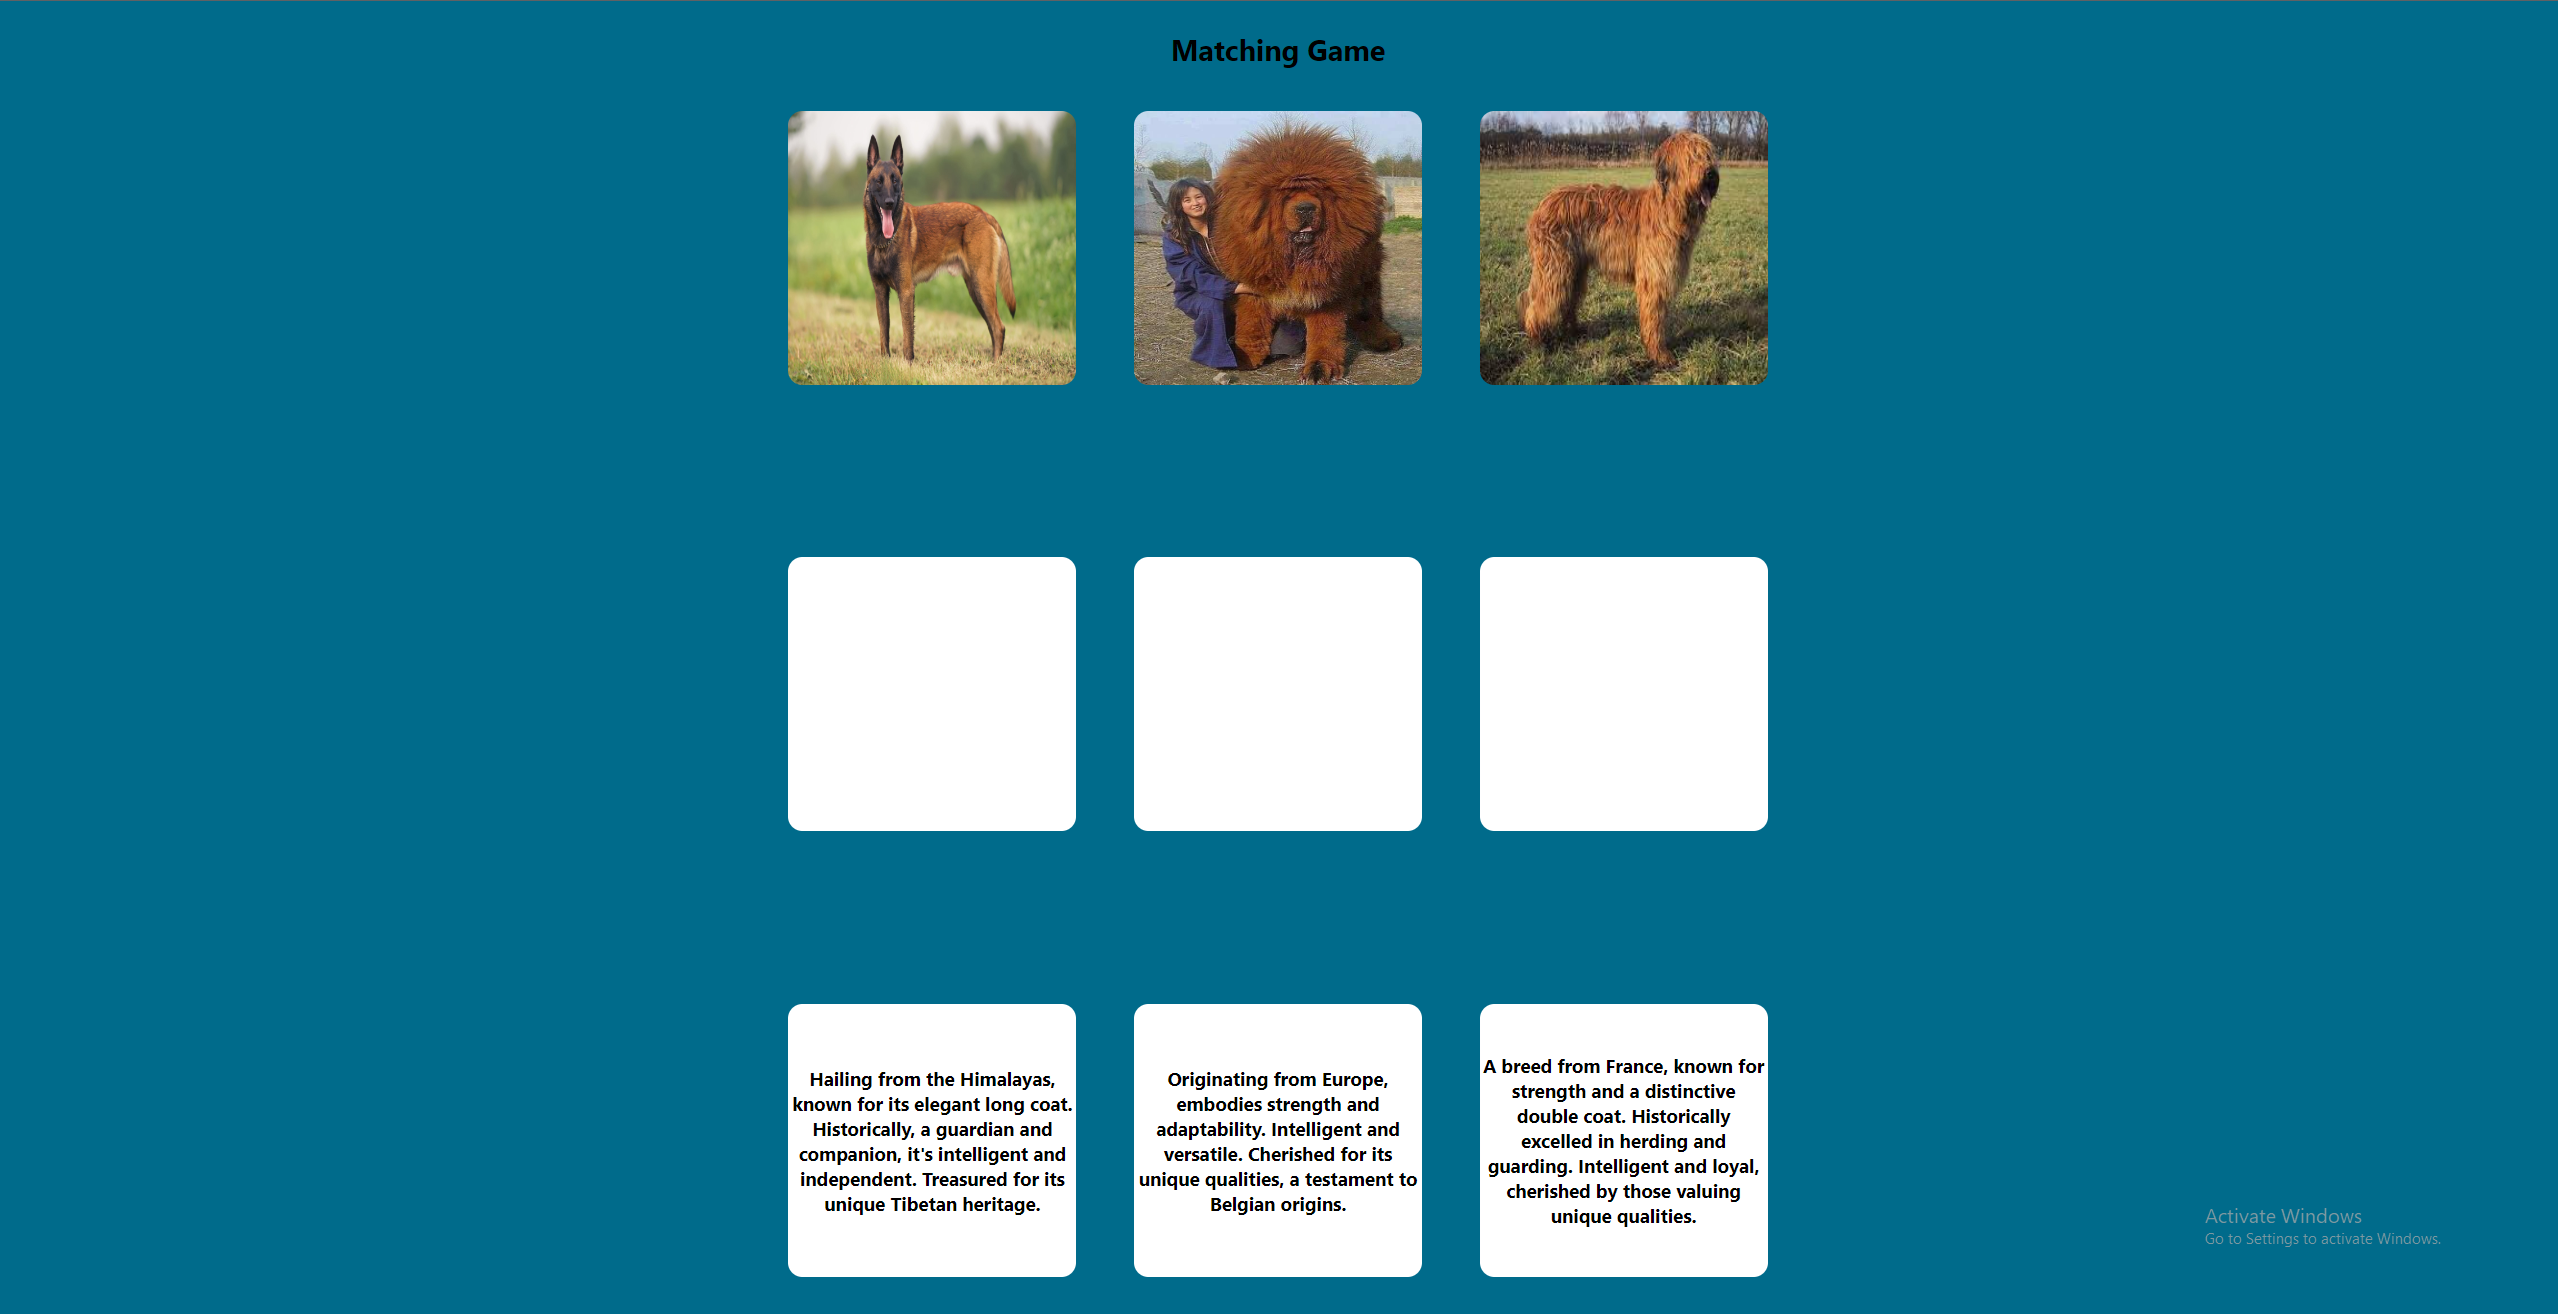 Matching Game
Hailing from the Himalayas,
known for its elegant long coat.
Historically, a guardian and
companion, it's intelligent and
independent. Treasured for its
unique Tibetan heritage.
Originating from Europe,
embodies strength and
adaptability. Intelligent and
versatile. Cherished for its
unique qualities, a testament to
Belgian origins.
A breed from France, known for
strength and a distinctive
double coat. Historically
excelled in herding and
guarding. Intelligent and loyal,
cherished by those valuing
unique qualities.
Activate Windows
Go to Settings to activate Windows.